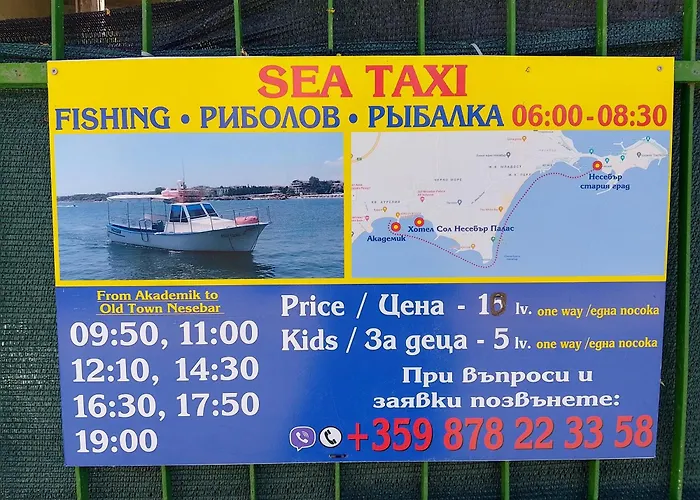 SEA TAXI
FISHING • РИБОЛОВ • РЫБАЛКА 06:00 - 08:30
Несебър
стария град
Хотел Сол Несебър Палас
Академик
From Akademik to
Old Town Nesebar
09:50, 11:00
12:10, 14:30
16:30, 17:50
19:00
Price / Цена - 1 lv. one way /една посока
Kids / За деца - 5 lv. one way /една посока
При въпроси и
заявки позвънете:
+359 878 22 33 58